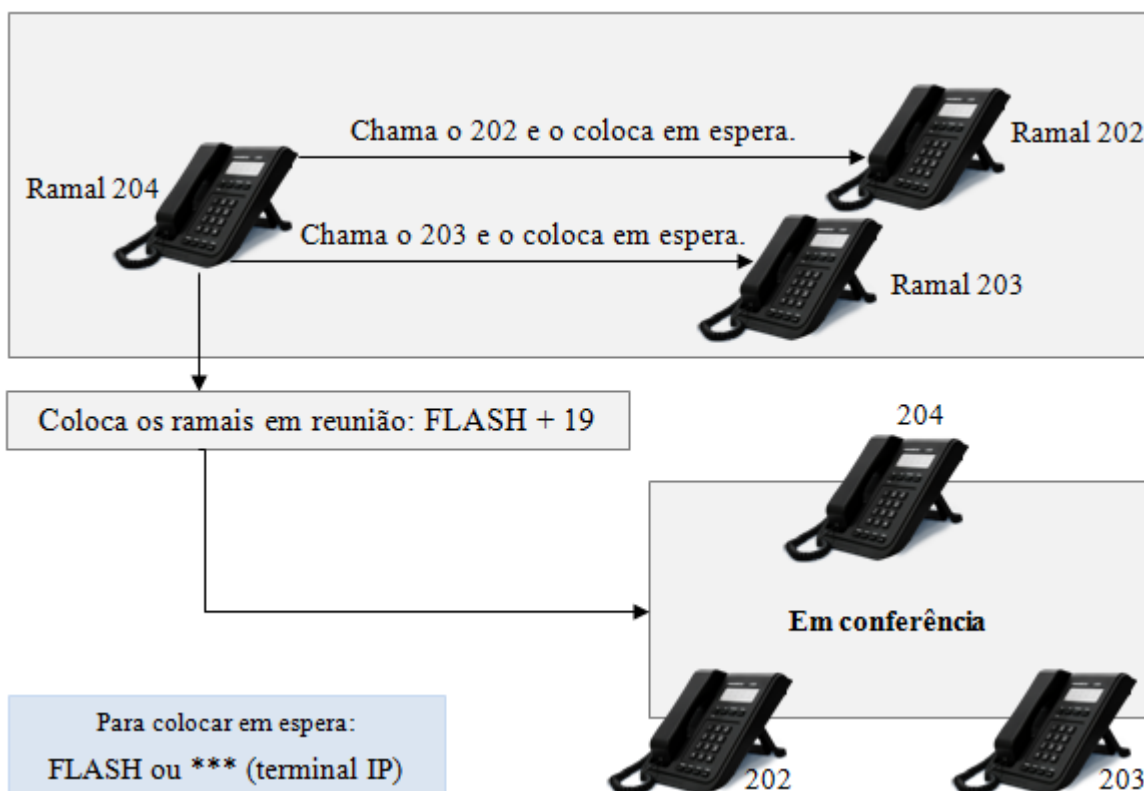 Chama o 202 e o coloca em espera.
Ramal 202
Ramal 204
Chama o 203 e o coloca em espera.
Ramal 203
Coloca os ramais em reunião: FLASH + 19
204
Em conferência
Para colocar em espera:
FLASH ou *** (terminal IP)
202
203